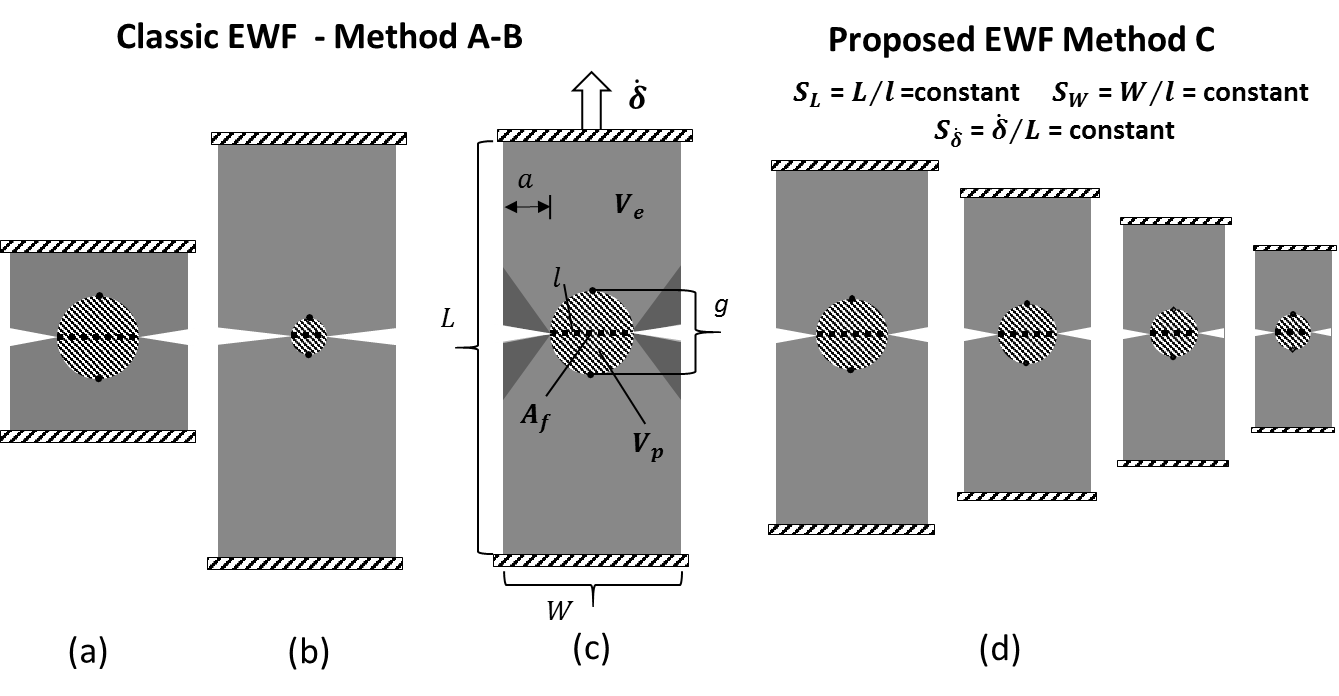 Classic EWF - Method A-B
Proposed EWF Method C
S_L = L/l =constant S_W = W/l = constant
S_δ̇ = δ̇/L = constant
δ̇
a
V_e
l
L
g
A_f
V_p
W
(a)
(b)
(c)
(d)